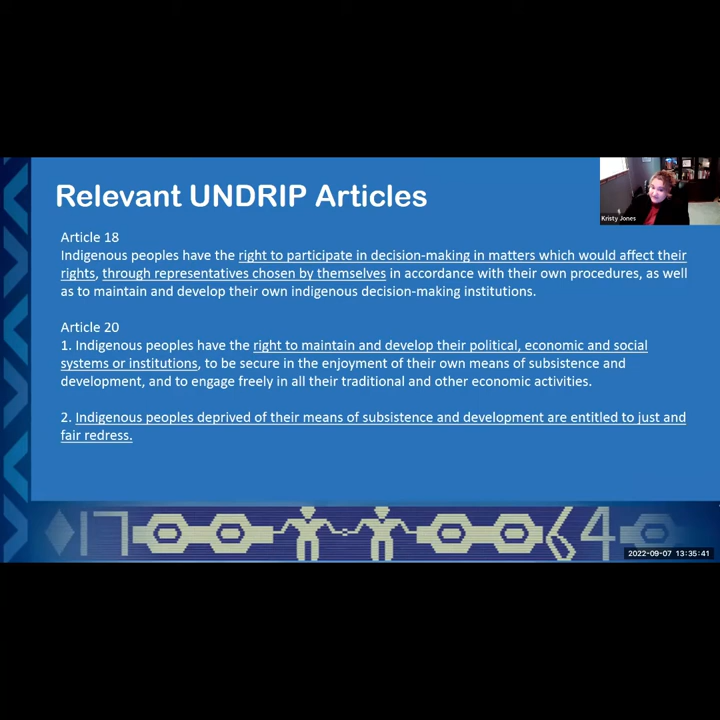 Relevant UNDRIP Articles
Kristy Jones
Article 18
Indigenous peoples have the right to participate in decision-making in matters which would affect their
rights, through representatives chosen by themselves in accordance with their own procedures, as well
as to maintain and develop their own indigenous decision-making institutions.
Article 20
1. Indigenous peoples have the right to maintain and develop their political, economic and social
systems or institutions, to be secure in the enjoyment of their own means of subsistence and
development, and to engage freely in all their traditional and other economic activities.
2. Indigenous peoples deprived of their means of subsistence and development are entitled to just and
fair redress.
17 64
2022-09-07 13:35:41